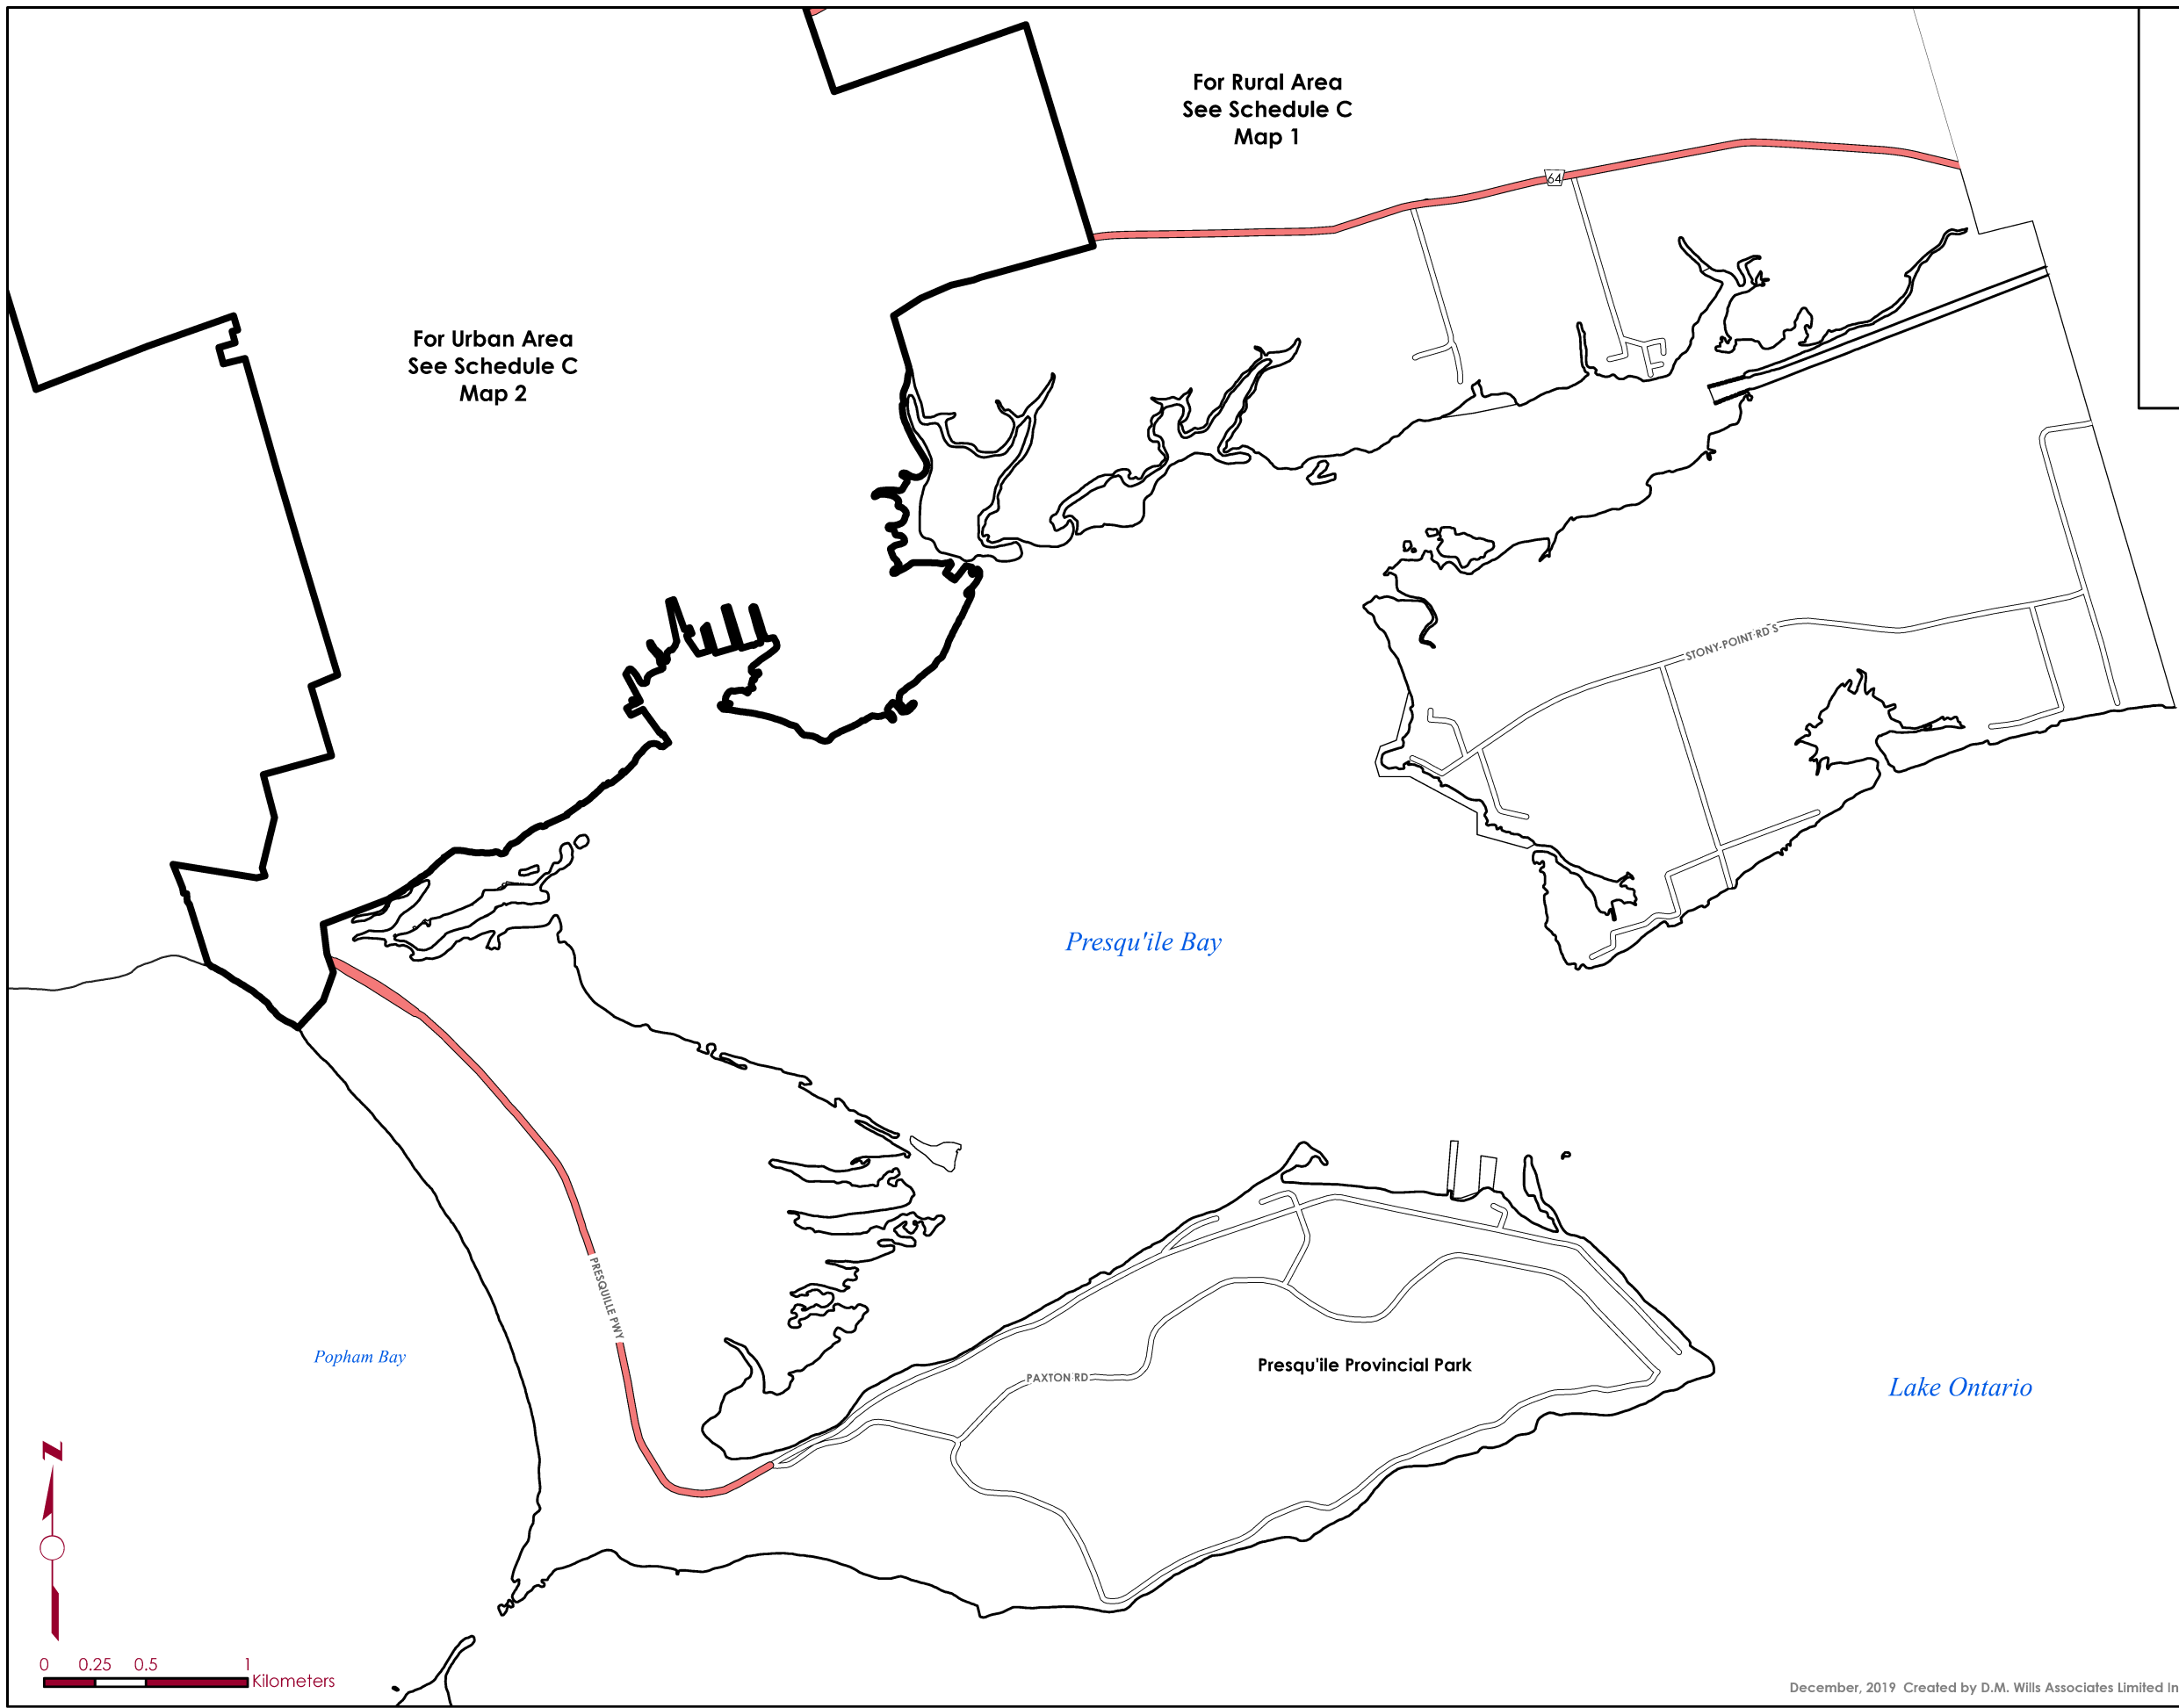 For Rural Area
See Schedule C
Map 1
64
For Urban Area
See Schedule C
Map 2
STONY POINT RD S
Presqu'ile Bay
PRESQUILLE PWY
Popham Bay
Presqu'ile Provincial Park
PAXTON RD
Lake Ontario
N
0 0.25 0.5 1
Kilometers
December, 2019 Created by D.M. Wills Associates Limited In